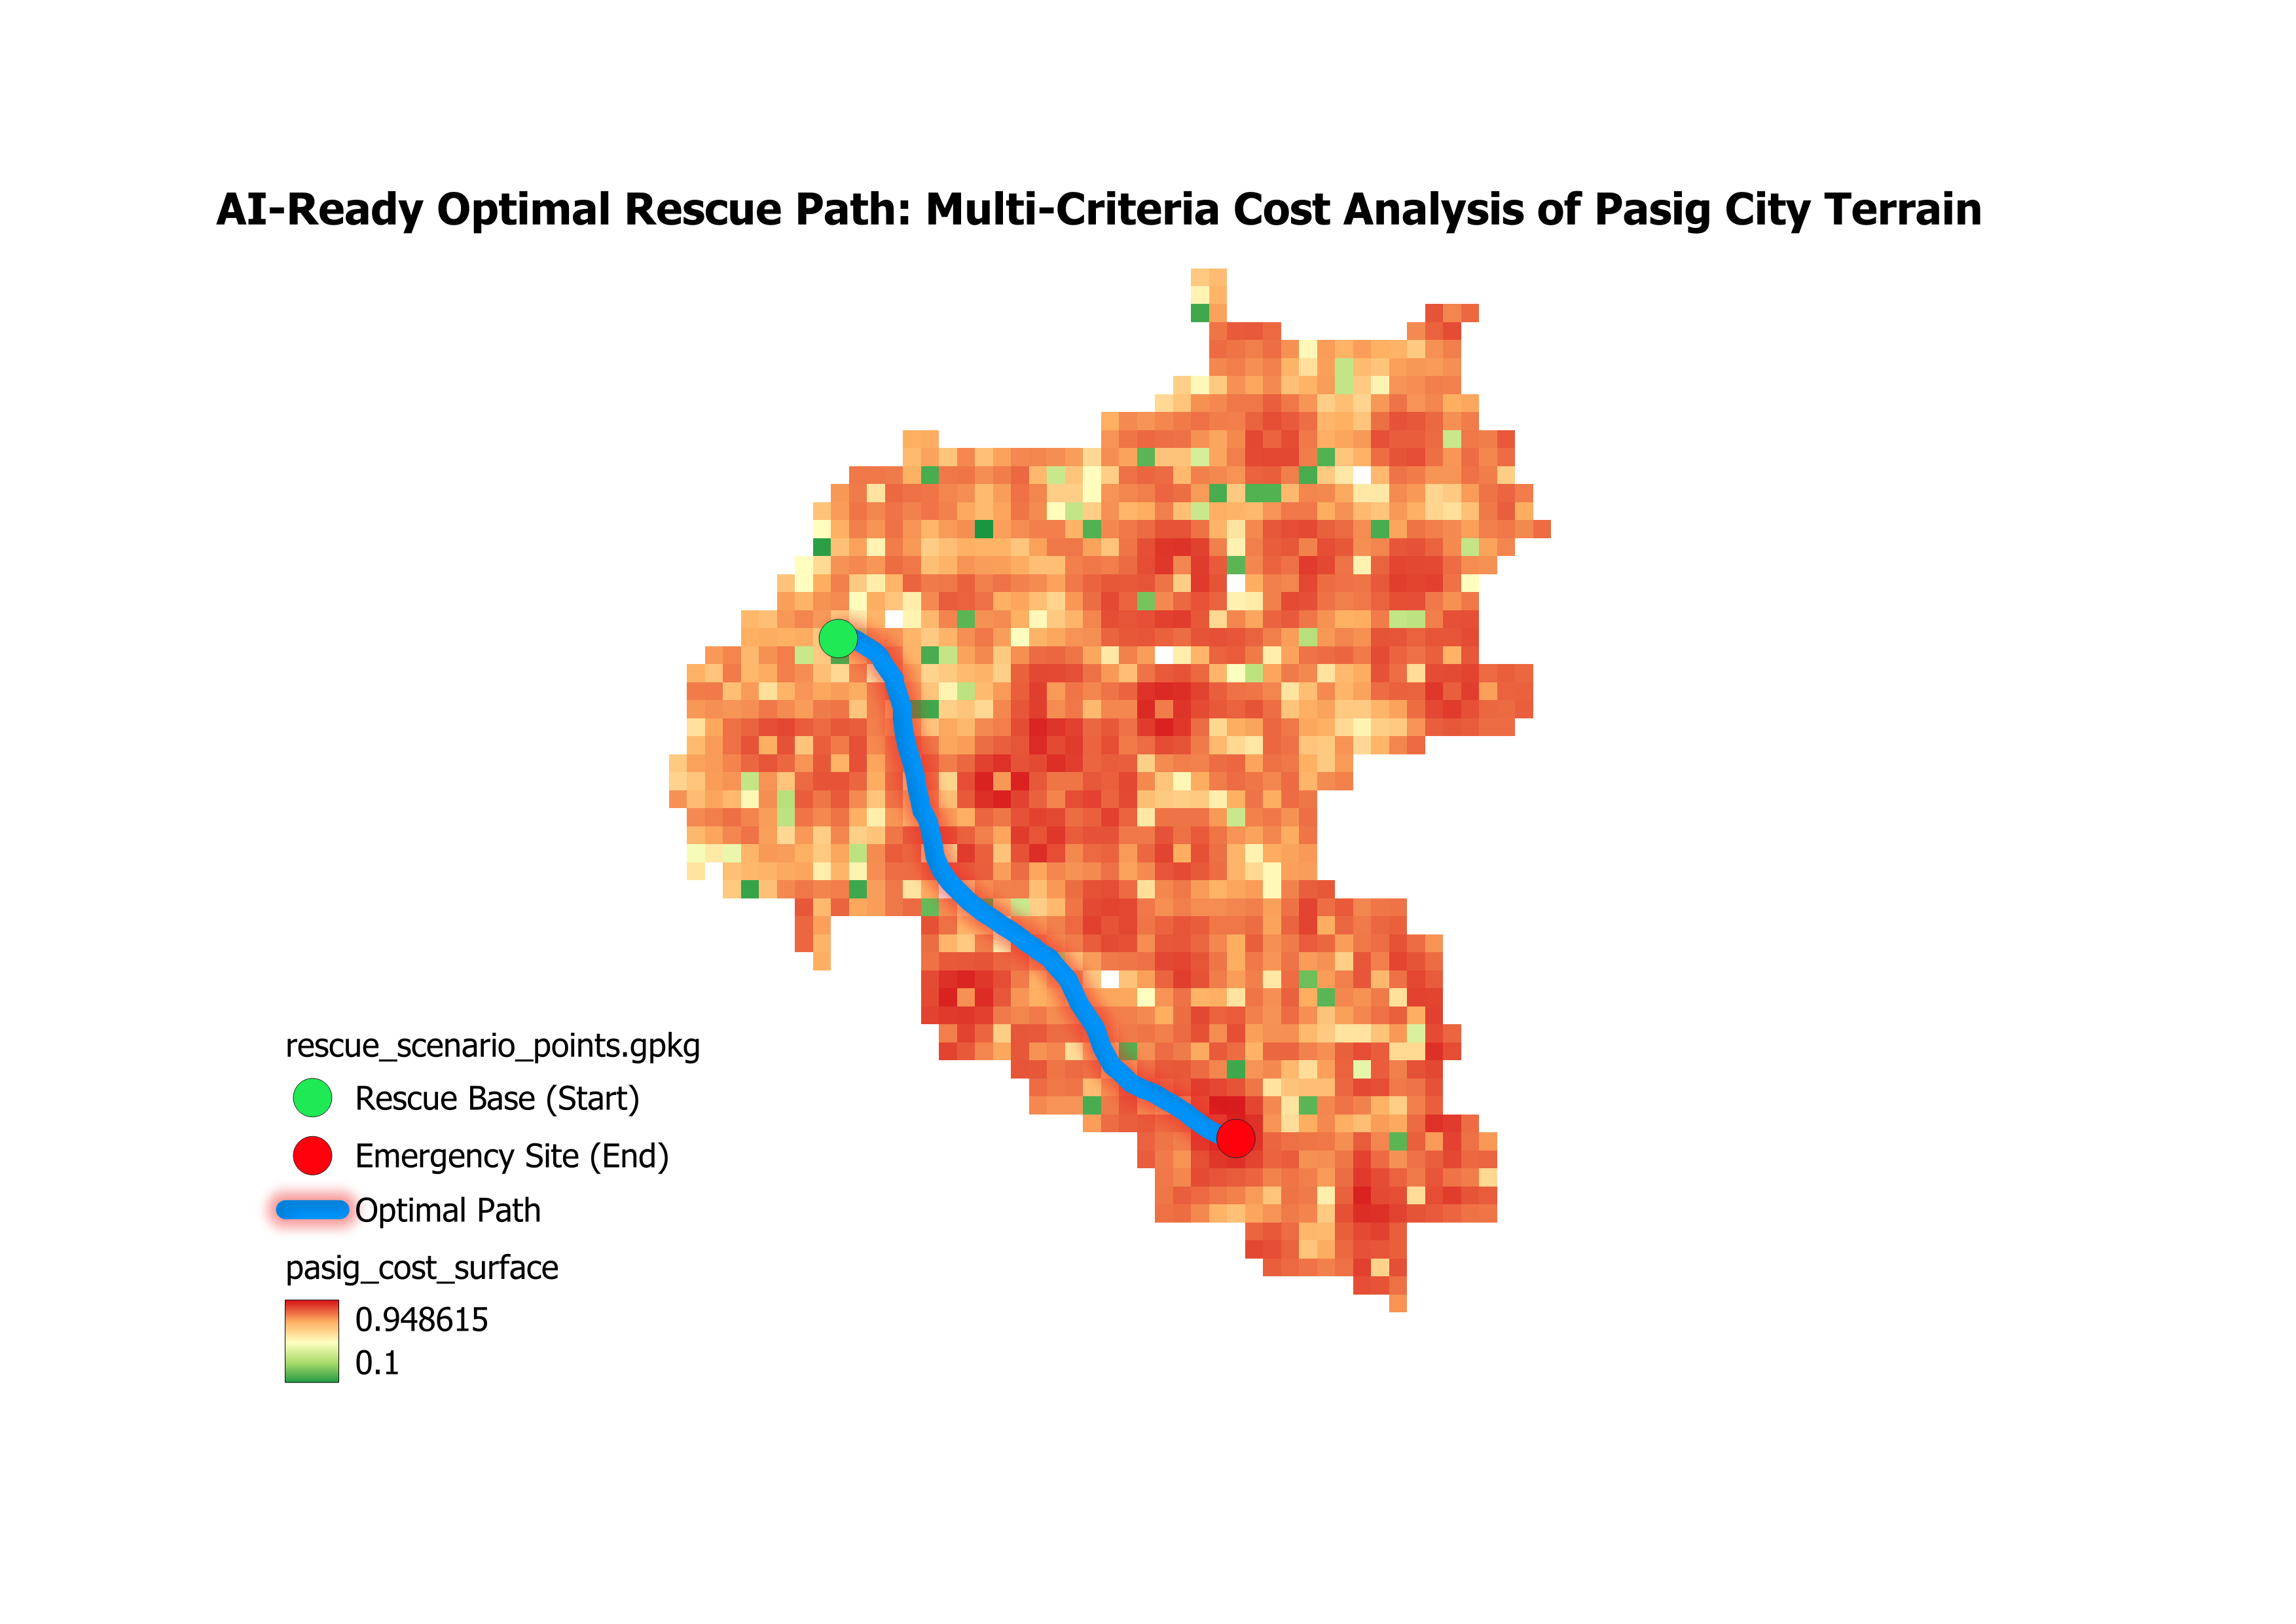 AI-Ready Optimal Rescue Path: Multi-Criteria Cost Analysis of Pasig City Terrain
rescue_scenario_points.gpkg
Rescue Base (Start)
Emergency Site (End)
Optimal Path
pasig_cost_surface
0.948615
0.1